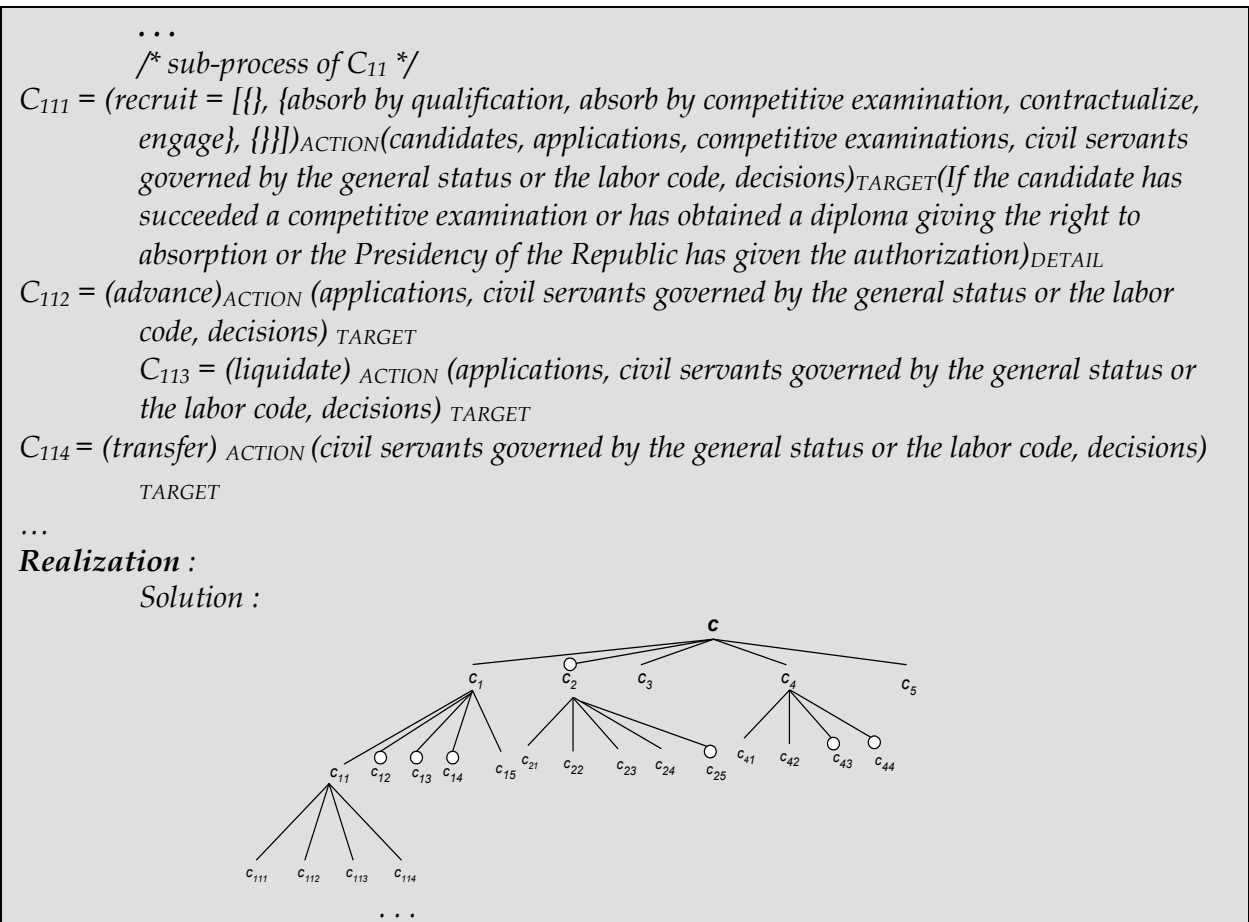 . . .
/* sub-process of C11 */
C111 = (recruit = [{}, {absorb by qualification, absorb by competitive examination, contractualize,
engage}, {}}])ACTION(candidates, applications, competitive examinations, civil servants
governed by the general status or the labor code, decisions)TARGET(If the candidate has
succeeded a competitive examination or has obtained a diploma giving the right to
absorption or the Presidency of the Republic has given the authorization)DETAIL
C112 = (advance)ACTION (applications, civil servants governed by the general status or the labor
code, decisions) TARGET
C113 = (liquidate) ACTION (applications, civil servants governed by the general status or
the labor code, decisions) TARGET
C114 = (transfer) ACTION (civil servants governed by the general status or the labor code, decisions)
TARGET
…
Realization :
Solution :
c
c1 c2 c3 c4 c5
c11 c12 c13 c14 c15 c21 c22 c23 c24 c25 c41 c42 c43 c44
c111 c112 c113 c114
. . .